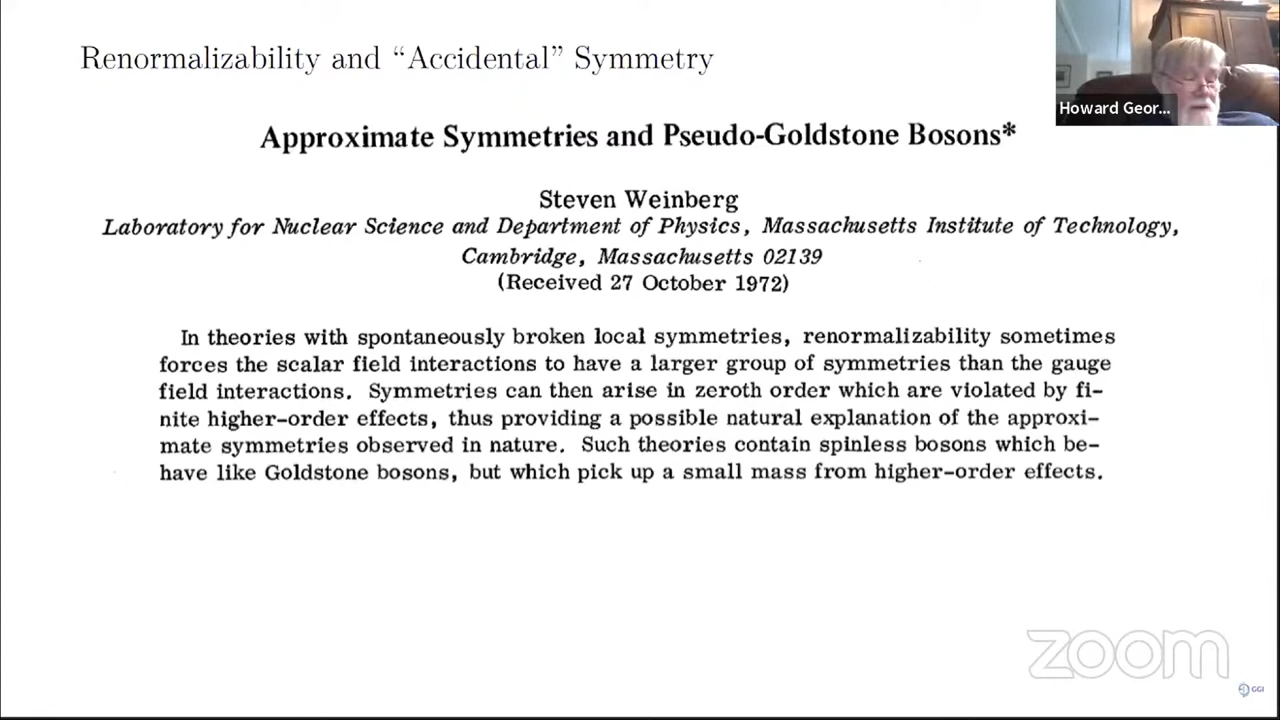 Renormalizability and “Accidental” Symmetry
Howard Geor...
Approximate Symmetries and Pseudo-Goldstone Bosons*
Steven Weinberg
Laboratory for Nuclear Science and Department of Physics, Massachusetts Institute of Technology,
Cambridge, Massachusetts 02139
(Received 27 October 1972)
In theories with spontaneously broken local symmetries, renormalizability sometimes
forces the scalar field interactions to have a larger group of symmetries than the gauge
field interactions. Symmetries can then arise in zeroth order which are violated by fi-
nite higher-order effects, thus providing a possible natural explanation of the approxi-
mate symmetries observed in nature. Such theories contain spinless bosons which be-
have like Goldstone bosons, but which pick up a small mass from higher-order effects.
zoom
GGI